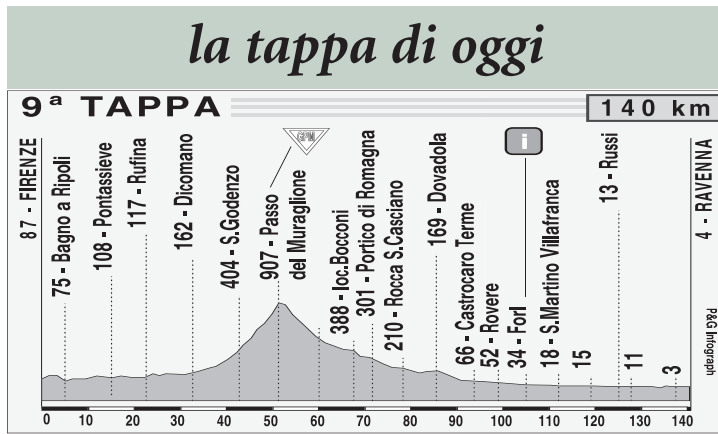 la tappa di oggi
9ª TAPPA
140 km
87 - FIRENZE
75 - Bagno a Ripoli
108 - Pontassieve
117 - Rufina
162 - Dicomano
404 - S.Godenzo
GPM
907 - Passo
del Muraglione
388 - loc.Bocconi
301 - Portico di Romagna
210 - Rocca S.Casciano
169 - Dovadola
66 - Castrocaro Terme
52 - Rovere
i
34 - Forl
18 - S.Martino Villafranca
15
13 - Russi
11
3
4 - RAVENNA
P&G Infograph
0 10 20 30 40 50 60 70 80 90 100 110 120 130 140